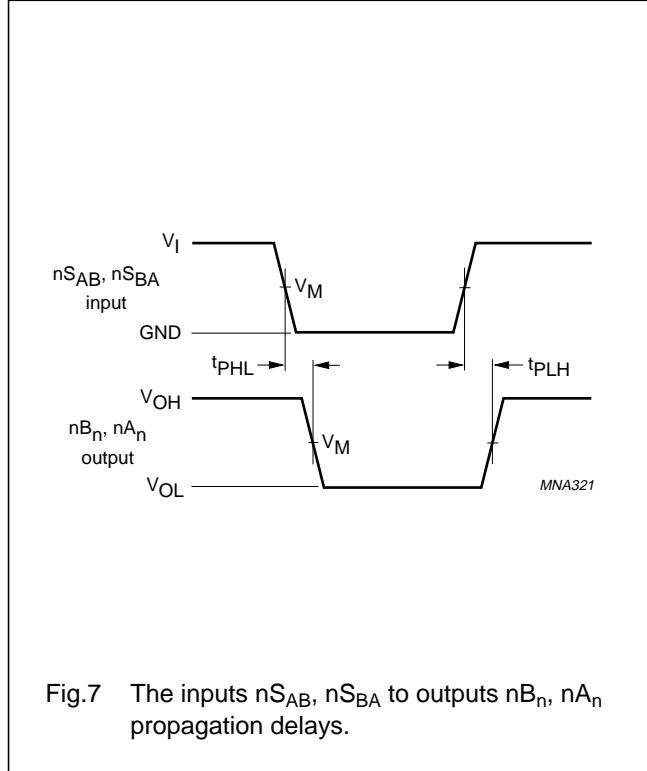 V_I
nS_AB, nS_BA
V_M
input
GND
t_PHL
t_PLH
V_OH
nB_n, nA_n
V_M
output
V_OL
MNA321
Fig.7 The inputs nS_AB, nS_BA to outputs nB_n, nA_n
propagation delays.